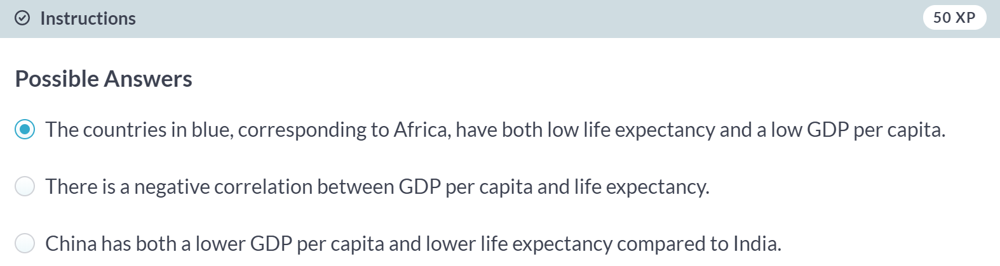 Instructions
50 XP
Possible Answers
The countries in blue, corresponding to Africa, have both low life expectancy and a low GDP per capita.
There is a negative correlation between GDP per capita and life expectancy.
China has both a lower GDP per capita and lower life expectancy compared to India.